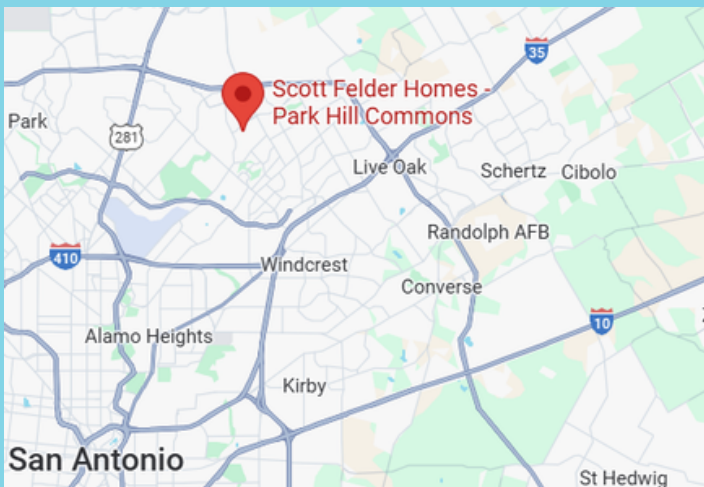 35
Scott Felder Homes -
Park Hill Commons
Park
281
Live Oak
Schertz
Cibolo
Randolph AFB
410
Windcrest
Converse
10
Alamo Heights
Kirby
San Antonio
St Hedwig